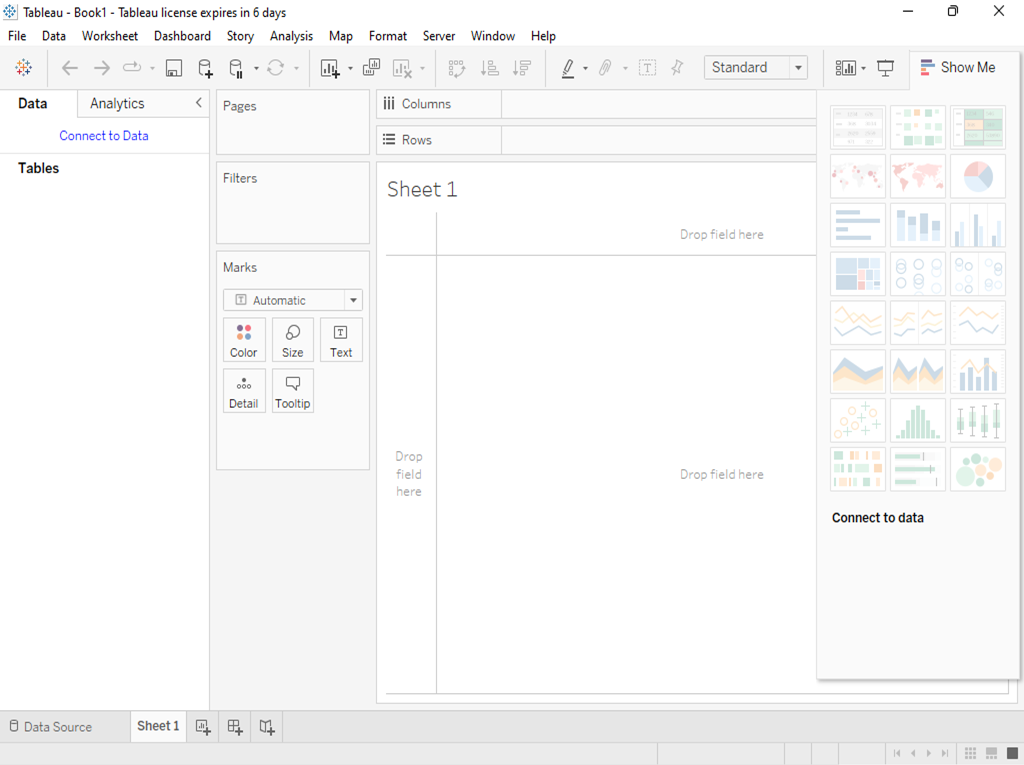 Tableau - Book1 - Tableau license expires in 6 days
File Data Worksheet Dashboard Story Analysis Map Format Server Window Help
Standard
Show Me
Data
Analytics
Connect to Data
Tables
Pages
Filters
Marks
Automatic
Color
Size
Text
Detail
Tooltip
Columns
Rows
Sheet 1
Drop field here
Drop
field
here
Drop field here
Connect to data
Data Source
Sheet 1